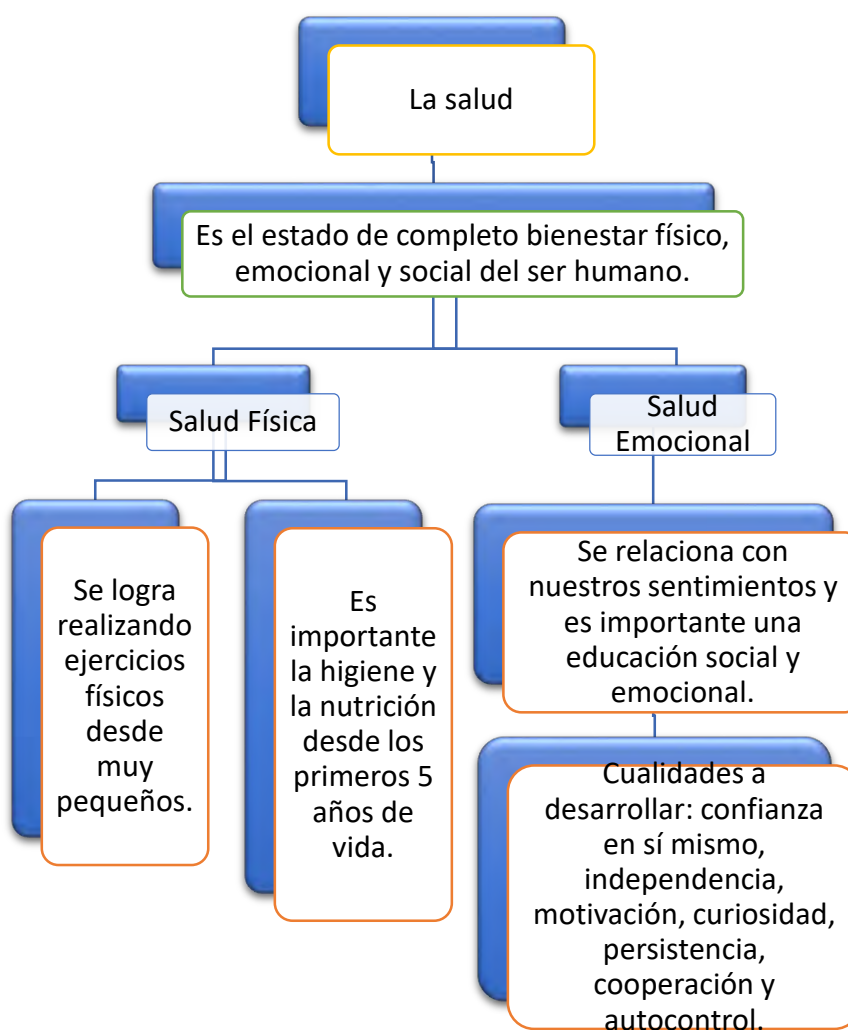 La salud
Es el estado de completo bienestar físico,
emocional y social del ser humano.
Salud Física
Salud
Emocional
Se logra
realizando
ejercicios
físicos
desde
muy
pequeños.
Es
importante
la higiene y
la nutrición
desde los
primeros 5
años de
vida.
Se relaciona con
nuestros sentimientos y
es importante una
educación social y
emocional.
Cualidades a
desarrollar: confianza
en sí mismo,
independencia,
motivación, curiosidad,
persistencia,
cooperación y
autocontrol.